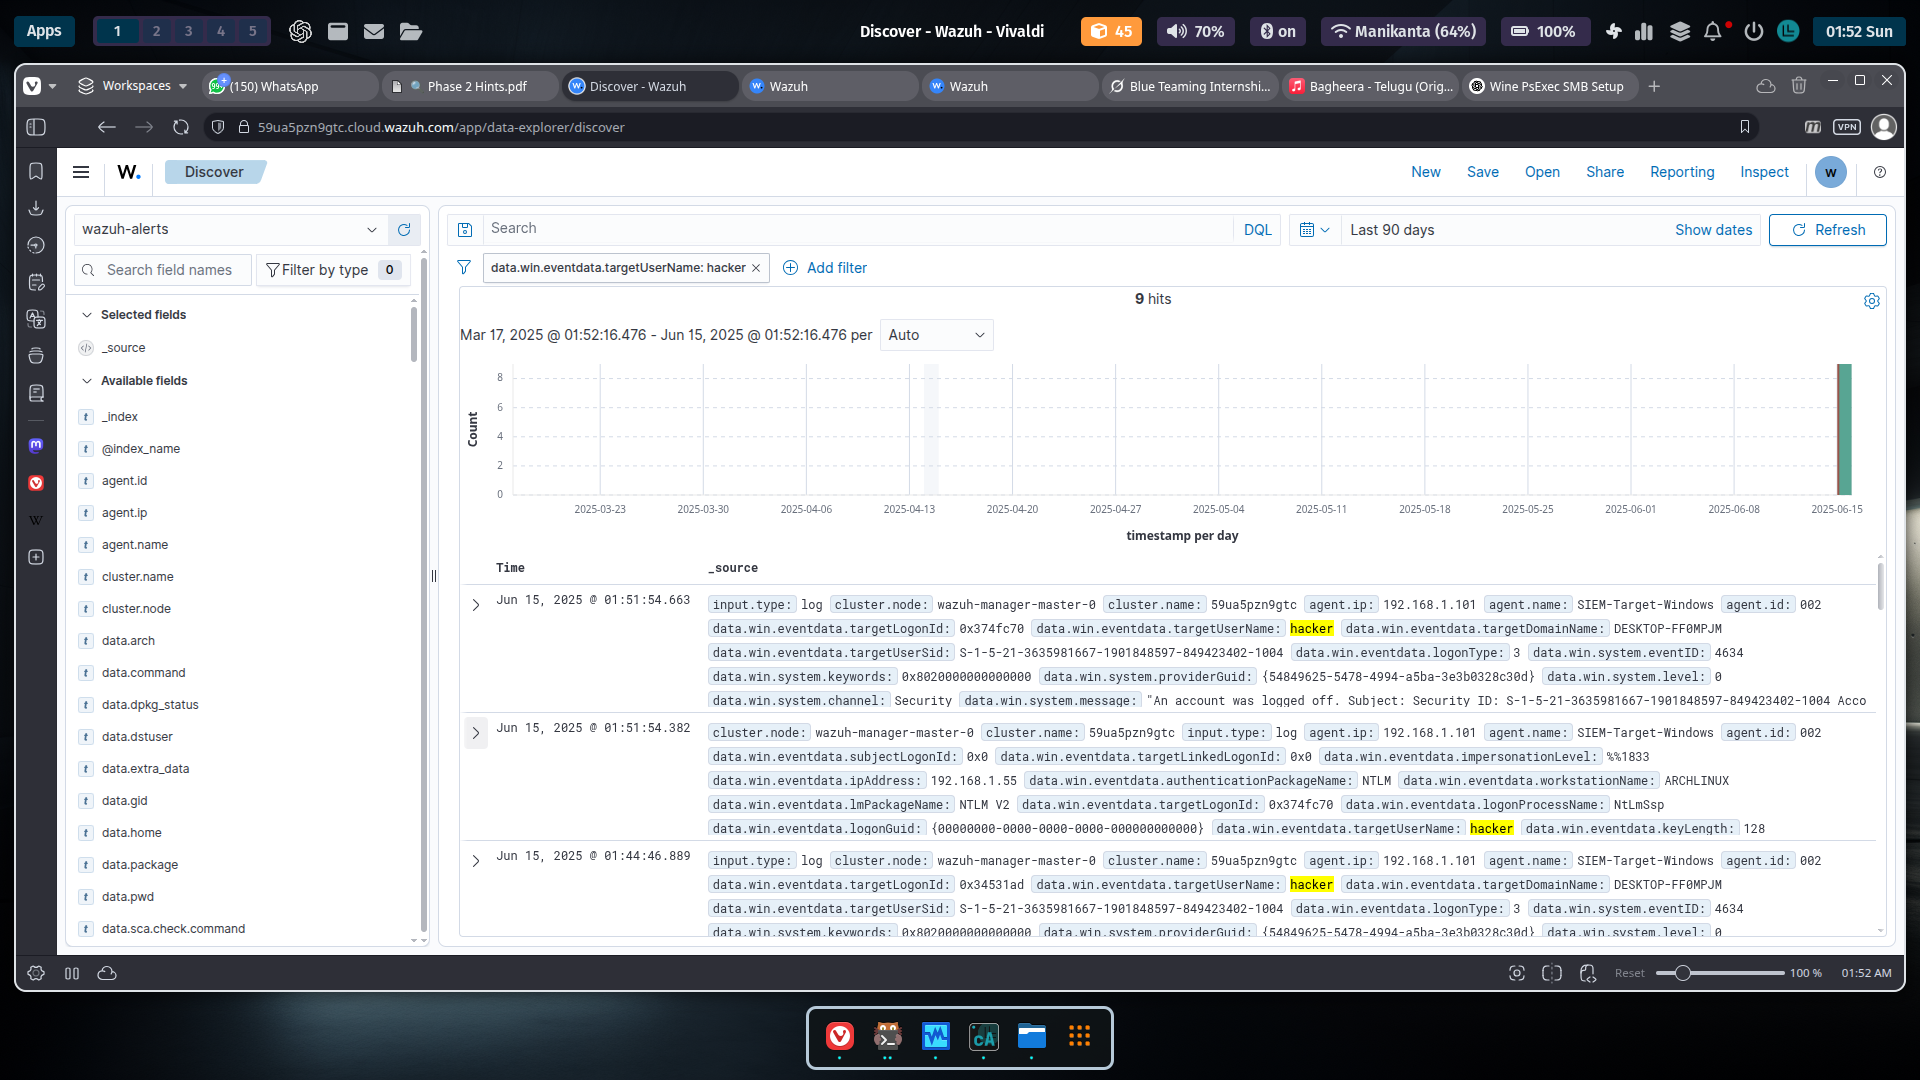 Apps 1 2 3 4 5 Discover - Wazuh - Vivaldi 45 70% on Manikanta (64%) 100% 01:52 Sun
Workspaces (150) WhatsApp Phase 2 Hints.pdf Discover - Wazuh Wazuh Wazuh Blue Teaming Internshi... Bagheera - Telugu (Orig... Wine PsExec SMB Setup
59ua5pzn9gtc.cloud.wazuh.com/app/data-explorer/discover VPN
W. Discover New Save Open Share Reporting Inspect w
wazuh-alerts Search DQL Last 90 days Show dates Refresh
Search field names Filter by type 0 data.win.eventdata.targetUserName: hacker Add filter
9 hits
Selected fields
_source
Available fields
_index
@index_name
agent.id
agent.ip
agent.name
cluster.name
cluster.node
data.arch
data.command
data.dpkg_status
data.dstuser
data.extra_data
data.gid
data.home
data.package
data.pwd
data.sca.check.command
Mar 17, 2025 @ 01:52:16.476 - Jun 15, 2025 @ 01:52:16.476 per Auto
Count
8
6
4
2
0
2025-03-23 2025-03-30 2025-04-06 2025-04-13 2025-04-20 2025-04-27 2025-05-04 2025-05-11 2025-05-18 2025-05-25 2025-06-01 2025-06-08 2025-06-15
timestamp per day
Time _source
Jun 15, 2025 @ 01:51:54.663 input.type: log cluster.node: wazuh-manager-master-0 cluster.name: 59ua5pzn9gtc agent.ip: 192.168.1.101 agent.name: SIEM-Target-Windows agent.id: 002
data.win.eventdata.targetLogonId: 0x374fc70 data.win.eventdata.targetUserName: hacker data.win.eventdata.targetDomainName: DESKTOP-FF0MPJM
data.win.eventdata.targetUserSid: S-1-5-21-3635981667-1901848597-849423402-1004 data.win.eventdata.logonType: 3 data.win.system.eventID: 4634
data.win.system.keywords: 0x8020000000000000 data.win.system.providerGuid: {54849625-5478-4994-a5ba-3e3b0328c30d} data.win.system.level: 0
data.win.system.channel: Security data.win.system.message: "An account was logged off. Subject: Security ID: S-1-5-21-3635981667-1901848597-849423402-1004 Acco
Jun 15, 2025 @ 01:51:54.382 cluster.node: wazuh-manager-master-0 cluster.name: 59ua5pzn9gtc input.type: log agent.ip: 192.168.1.101 agent.name: SIEM-Target-Windows agent.id: 002
data.win.eventdata.subjectLogonId: 0x0 data.win.eventdata.targetLinkedLogonId: 0x0 data.win.eventdata.impersonationLevel: %%1833
data.win.eventdata.ipAddress: 192.168.1.55 data.win.eventdata.authenticationPackageName: NTLM data.win.eventdata.workstationName: ARCHLINUX
data.win.eventdata.lmPackageName: NTLM V2 data.win.eventdata.targetLogonId: 0x374fc70 data.win.eventdata.logonProcessName: NtLmSsp
data.win.eventdata.logonGuid: {00000000-0000-0000-0000-000000000000} data.win.eventdata.targetUserName: hacker data.win.eventdata.keyLength: 128
Jun 15, 2025 @ 01:44:46.889 input.type: log cluster.node: wazuh-manager-master-0 cluster.name: 59ua5pzn9gtc agent.ip: 192.168.1.101 agent.name: SIEM-Target-Windows agent.id: 002
data.win.eventdata.targetLogonId: 0x34531ad data.win.eventdata.targetUserName: hacker data.win.eventdata.targetDomainName: DESKTOP-FF0MPJM
data.win.eventdata.targetUserSid: S-1-5-21-3635981667-1901848597-849423402-1004 data.win.eventdata.logonType: 3 data.win.system.eventID: 4634
data.win.system.keywords: 0x8020000000000000 data.win.system.providerGuid: {54849625-5478-4994-a5ba-3e3b0328c30d} data.win.system.level: 0
Reset 100 % 01:52 AM